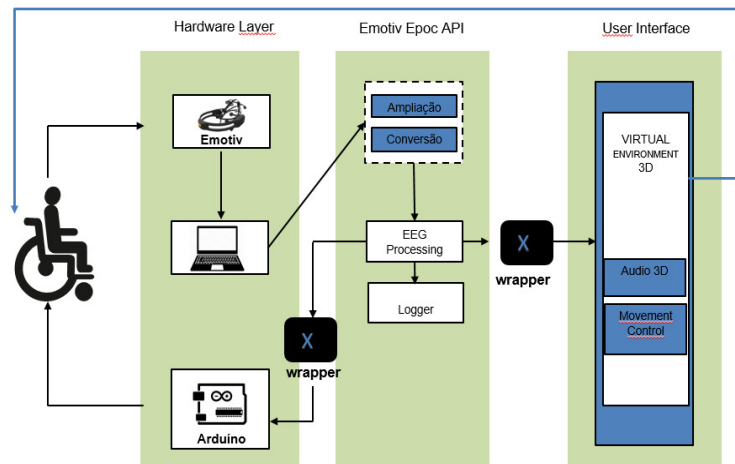 Hardware Layer
Emotiv Epoc API
User Interface
Emotiv
Ampliação
Conversão
EEG
Processing
Logger
X
wrapper
X
wrapper
Arduíno
VIRTUAL
ENVIRONMENT
3D
Audio 3D
Movement
Control